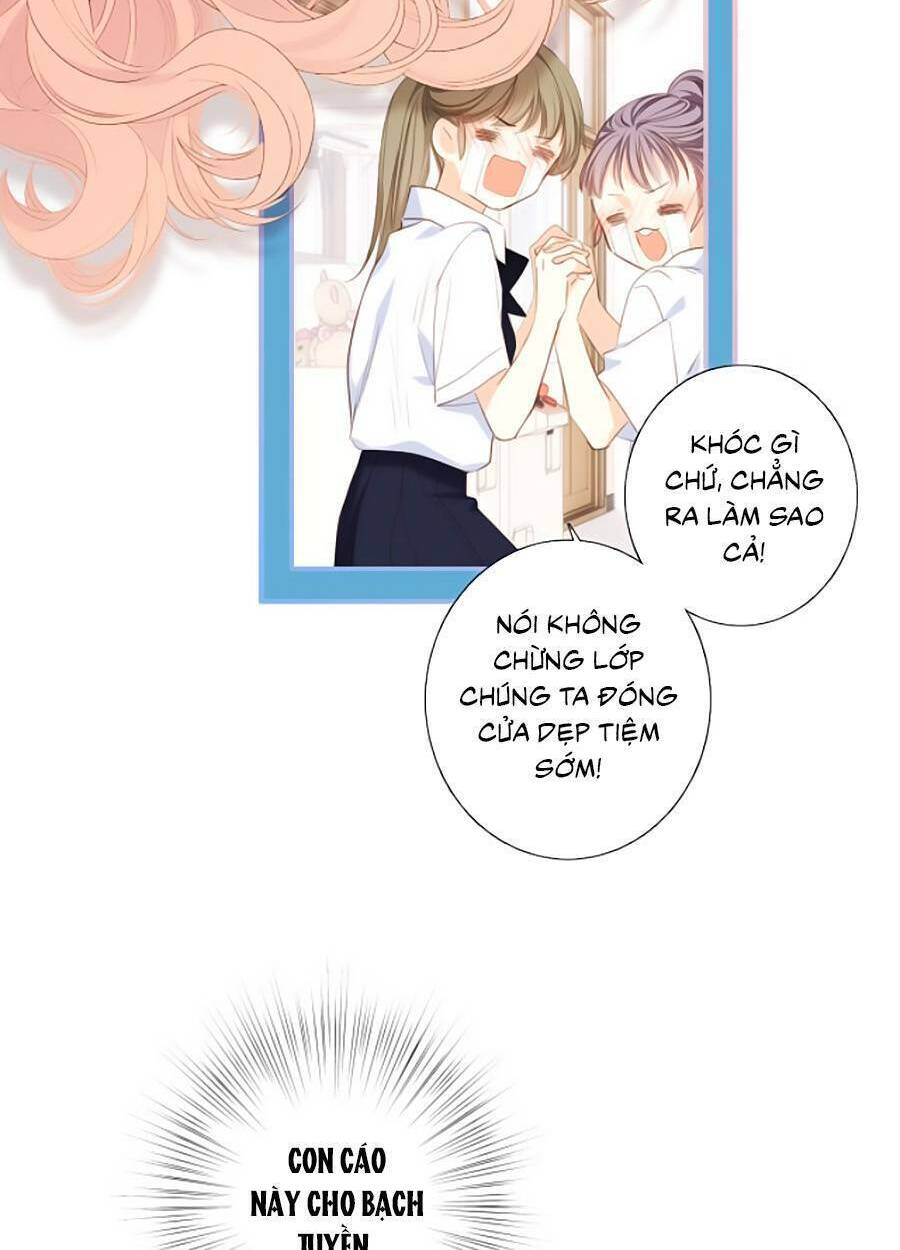 KHÓC GÌ
CHỨ, CHẲNG
RA LÀM SAO
CẢ!
NÓI KHÔNG
CHỪNG LỚP
CHÚNG TA ĐÓNG
CỬA DẸP TIỆM
SỚM!
CON CÁO
NÀY CHO BẠCH
TUYỀN